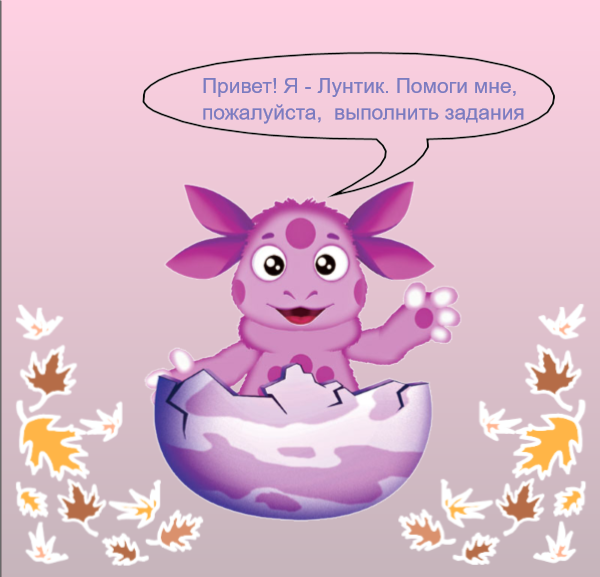 Привет! Я - Лунтик. Помоги мне,
пожалуйста,  выполнить задания